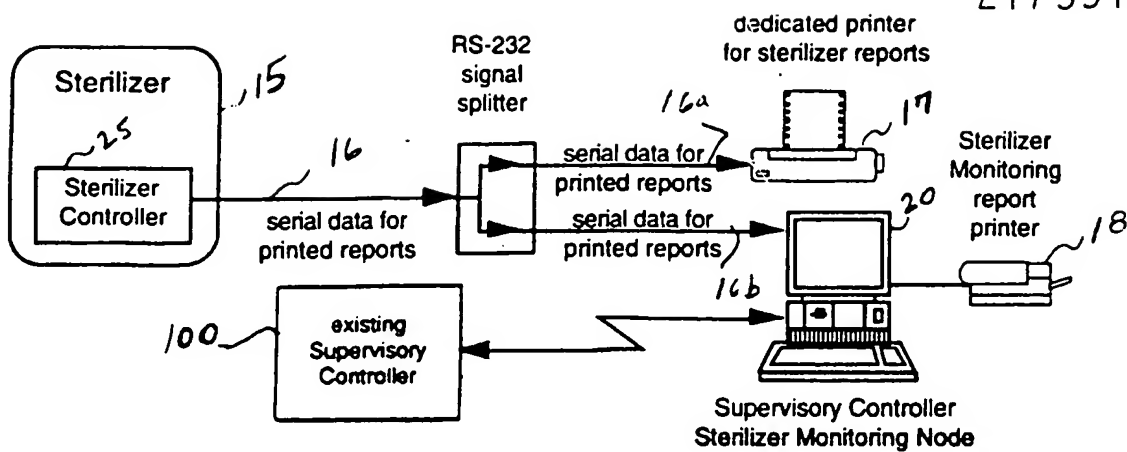 dedicated printer
for sterilizer reports
RS-232
signal
splitter
Sterilizer
15
25
Sterilizer
Controller
16
serial data for
printed reports
16a
serial data for
printed reports
17
serial data for
printed reports
16b
20
Sterilizer
Monitoring
report
printer
18
100
existing
Supervisory
Controller
Supervisory Controller
Sterilizer Monitoring Node